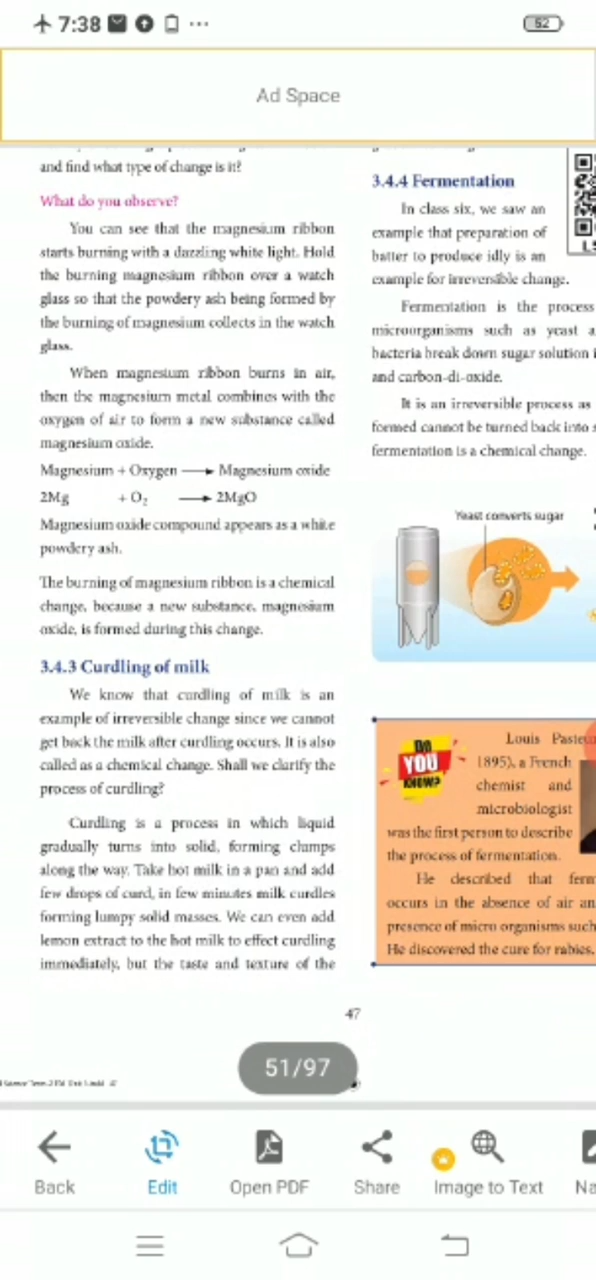 7:38
52
Ad Space
and find what type of change is it?
What do you observe?
You can see that the magnesium ribbon
starts burning with a dazzling white light. Hold
the burning magnesium ribbon over a watch
glass so that the powdery ash being formed by
the burning of magnesium collects in the watch
glass.
When magnesium ribbon burns in air,
then the magnesium metal combines with the
oxygen of air to form a new substance called
magnesium oxide.
Magnesium + Oxygen ⟶ Magnesium oxide
2Mg + O₂ ⟶ 2MgO
Magnesium oxide compound appears as a white
powdery ash.
The burning of magnesium ribbon is a chemical
change, because a new substance, magnesium
oxide, is formed during this change.
3.4.3 Curdling of milk
We know that curdling of milk is an
example of irreversible change since we cannot
get back the milk after curdling occurs. It is also
called as a chemical change. Shall we clarify the
process of curdling?
Curdling is a process in which liquid
gradually turns into solid, forming clumps
along the way. Take hot milk in a pan and add
few drops of curd, in few minutes milk curdles
forming lumpy solid masses. We can even add
lemon extract to the hot milk to effect curdling
immediately, but the taste and texture of the
3.4.4 Fermentation
In class six, we saw an
example that preparation of
batter to produce idly is an
example for irreversible change.
Fermentation is the process
microorganisms such as yeast a
bacteria break down sugar solution i
and carbon-di-oxide.
It is an irreversible process as
formed cannot be turned back into s
fermentation is a chemical change.
Yeast converts sugar
DO
YOU
KNOW?
Louis Paste
1895), a French
chemist and
microbiologist
was the first person to describe
the process of fermentation.
He described that ferm
occurs in the absence of air an
presence of micro organisms such
He discovered the cure for rabies.
47
51/97
Back
Edit
Open PDF
Share
Image to Text
Na